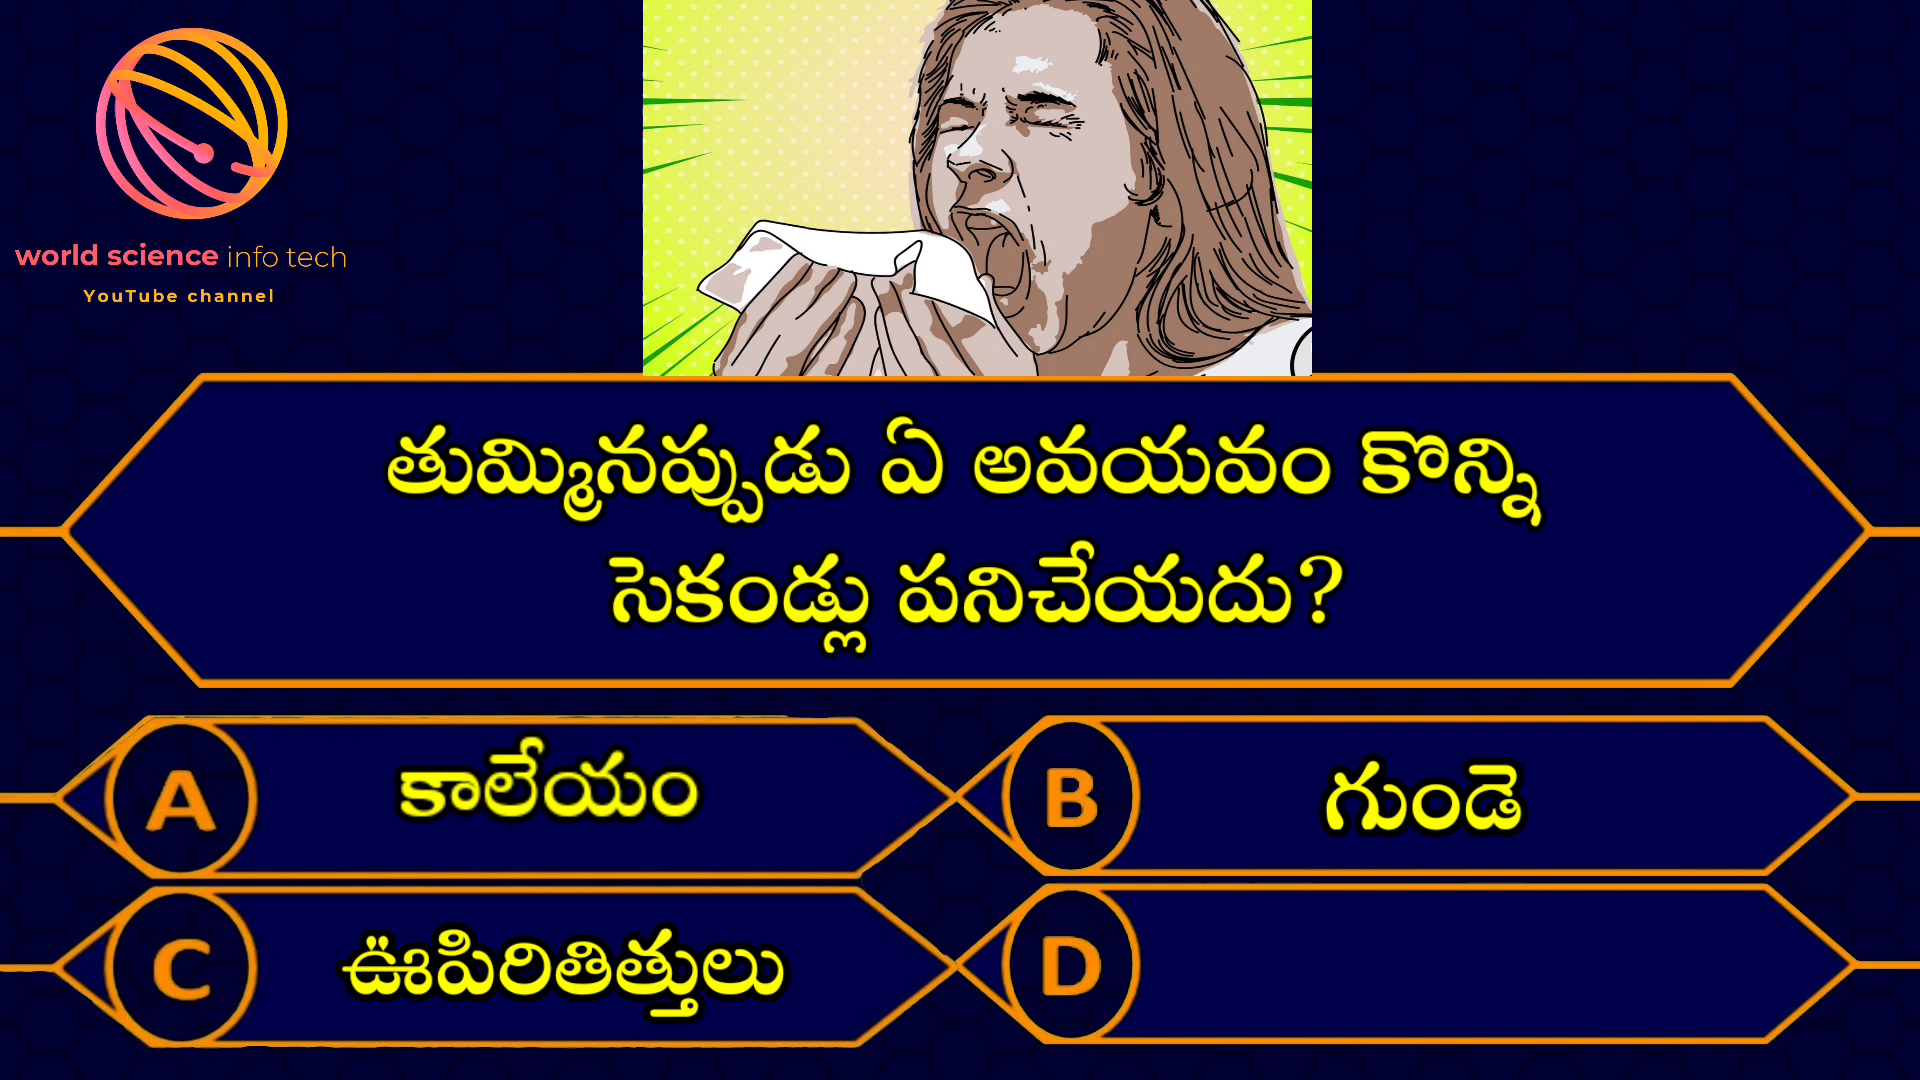 world science info tech
YouTube channel
తుమ్మినప్పుడు ఏ అవయవం కొన్ని
సెకండ్లు పనిచేయదు?
A కాలేయం
B గుండె
C ఊపిరితిత్తులు
D